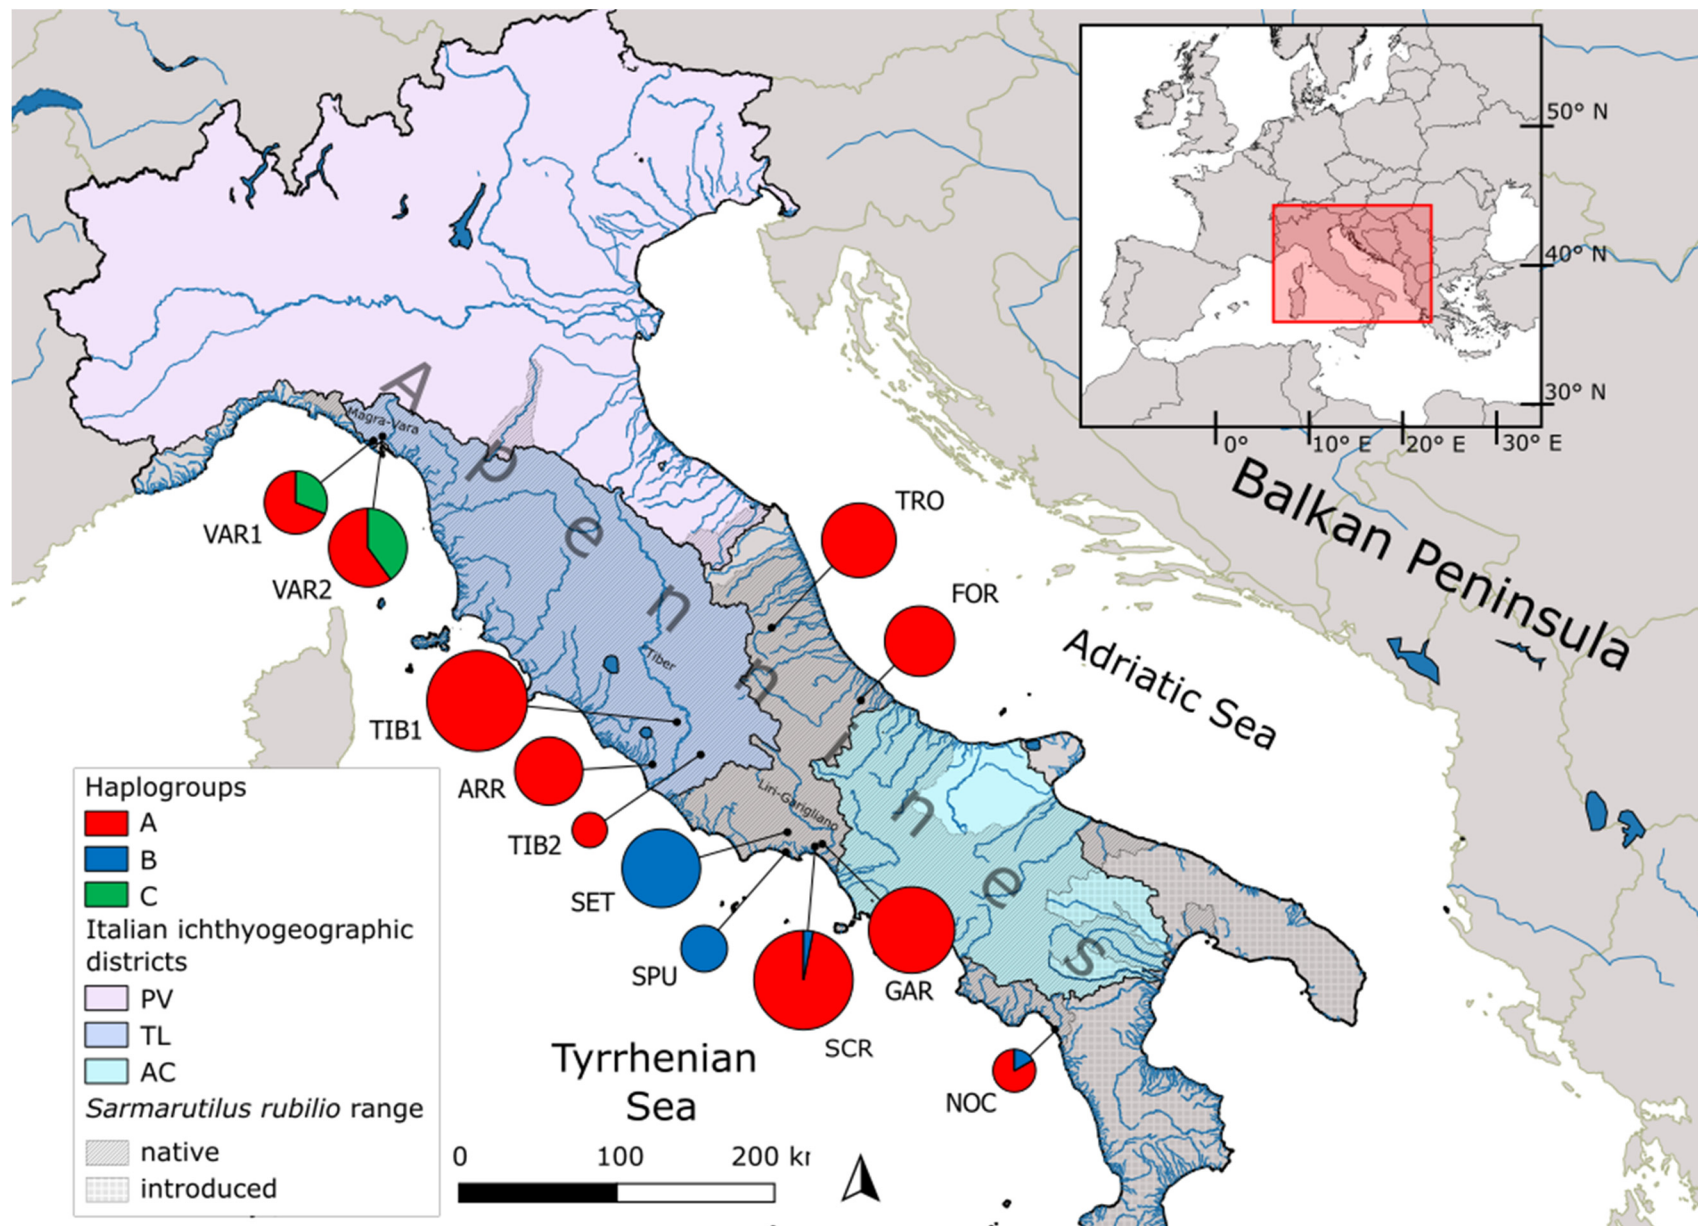 50° N
40° N
30° N
0°
10° E
20° E
30° E
Balkan Peninsula
Adriatic Sea
Apennines
Magra-Vara
VAR1
VAR2
TRO
FOR
Tiber
TIB1
ARR
TIB2
Liri-Garigliano
SET
SPU
SCR
GAR
NOC
Tyrrhenian
Sea
0
100
200 kr
Haplogroups
A
B
C
Italian ichthyogeographic
districts
PV
TL
AC
Sarmarutilus rubilio range
native
introduced